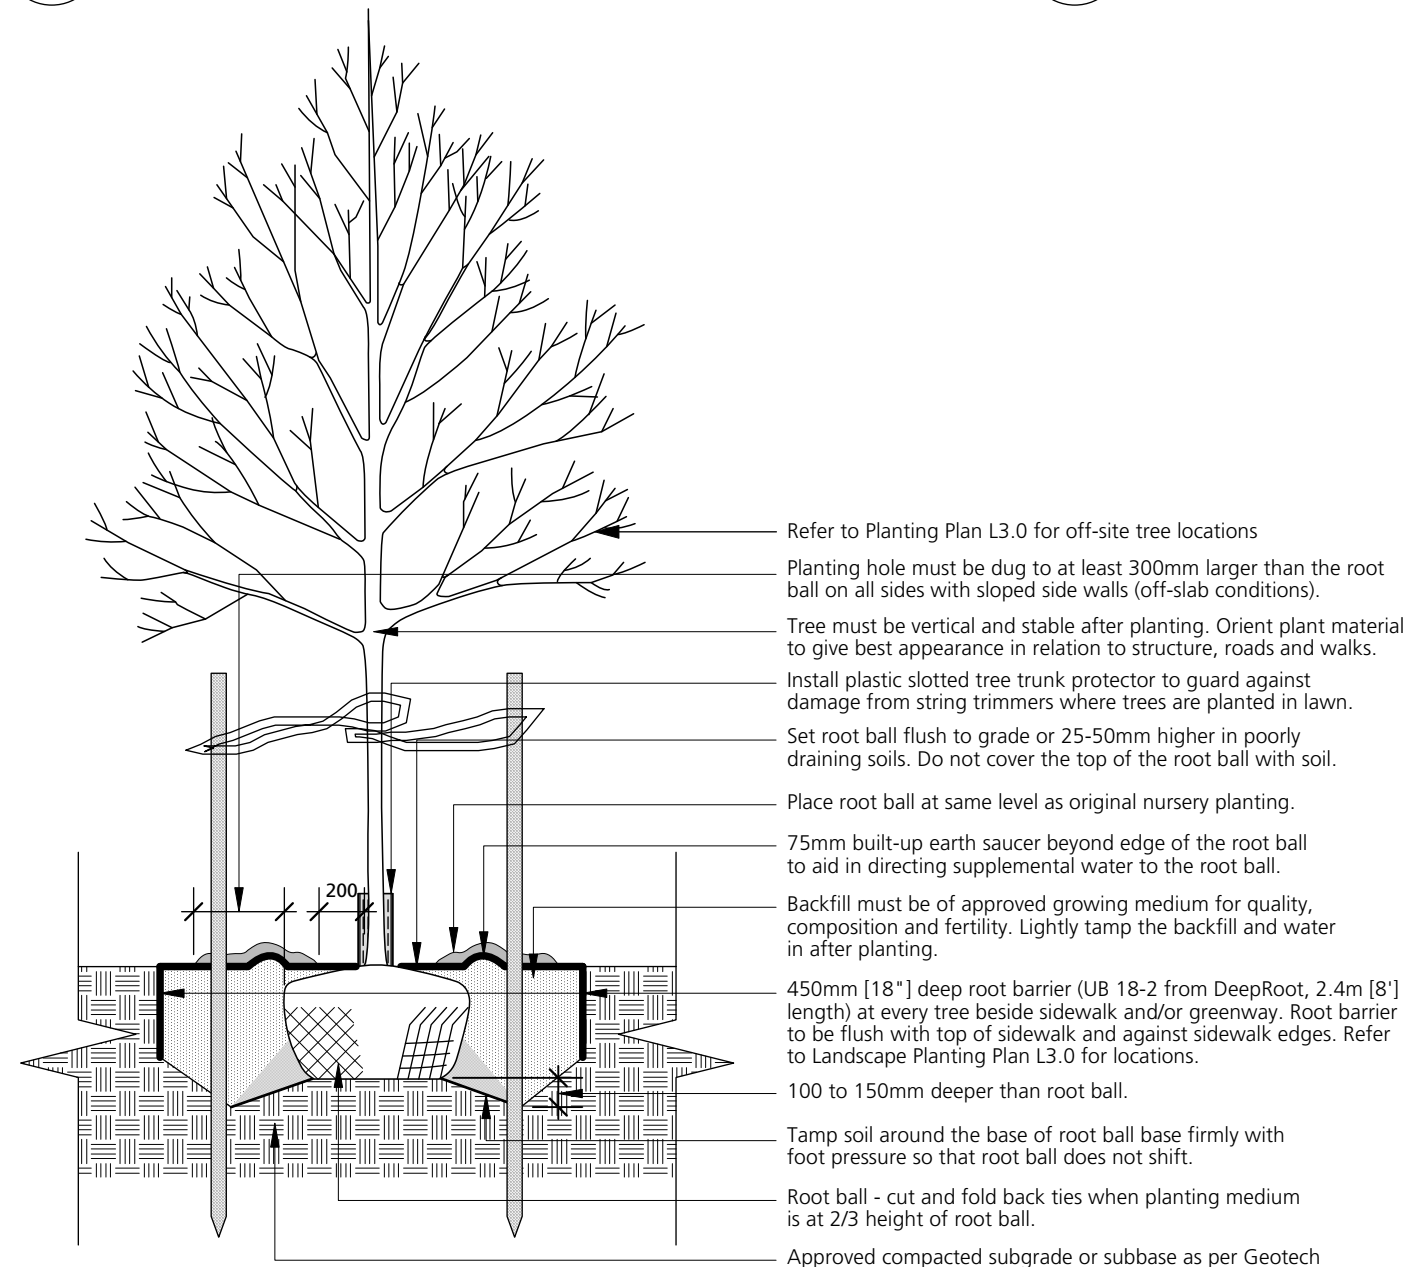 Refer to Planting Plan L3.0 for off-site tree locations
Planting hole must be dug to at least 300mm larger than the root
ball on all sides with sloped side walls (off-slab conditions).
Tree must be vertical and stable after planting. Orient plant material
to give best appearance in relation to structure, roads and walks.
Install plastic slotted tree trunk protector to guard against
damage from string trimmers where trees are planted in lawn.
Set root ball flush to grade or 25-50mm higher in poorly
draining soils. Do not cover the top of the root ball with soil.
Place root ball at same level as original nursery planting.
75mm built-up earth saucer beyond edge of the root ball
to aid in directing supplemental water to the root ball.
200
Backfill must be of approved growing medium for quality,
composition and fertility. Lightly tamp the backfill and water
in after planting.
450mm [18"] deep root barrier (UB 18-2 from DeepRoot, 2.4m [8']
length) at every tree beside sidewalk and/or greenway. Root barrier
to be flush with top of sidewalk and against sidewalk edges. Refer
to Landscape Planting Plan L3.0 for locations.
100 to 150mm deeper than root ball.
Tamp soil around the base of root ball base firmly with
foot pressure so that root ball does not shift.
Root ball - cut and fold back ties when planting medium
is at 2/3 height of root ball.
Approved compacted subgrade or subbase as per Geotech